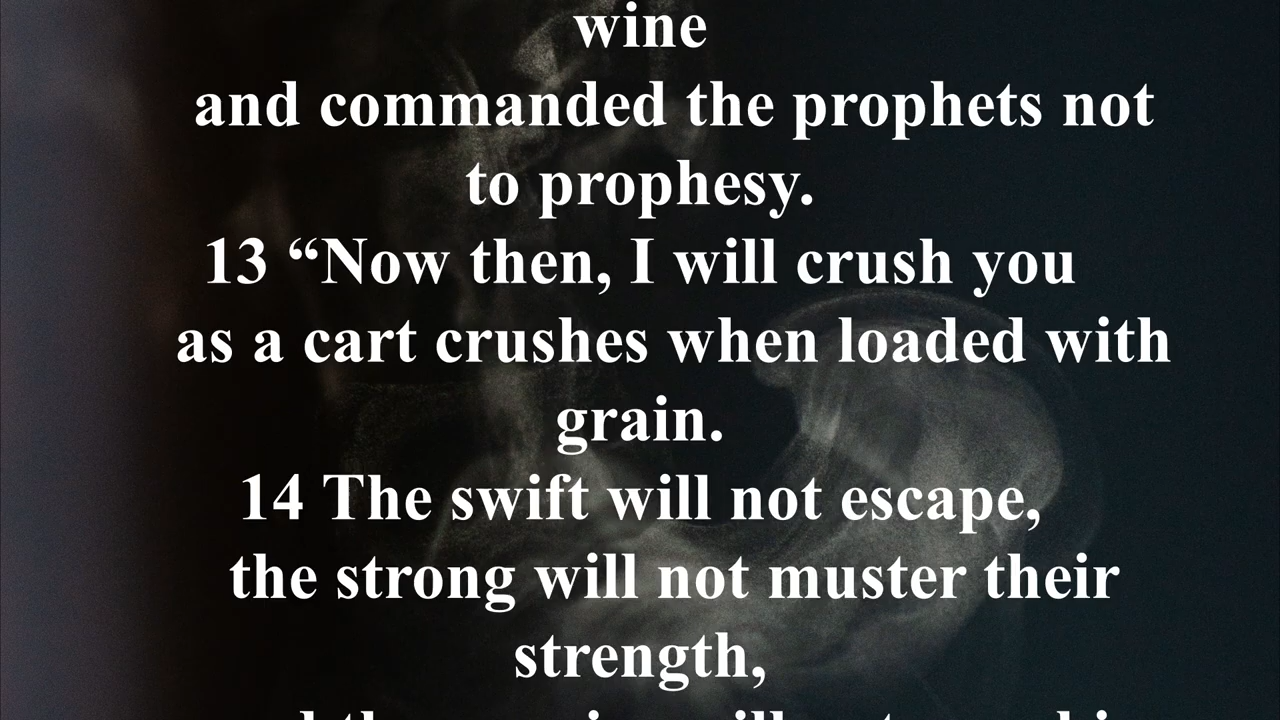 wine
and commanded the prophets not
to prophesy.
13 “Now then, I will crush you
as a cart crushes when loaded with
grain.
14 The swift will not escape,
the strong will not muster their
strength,